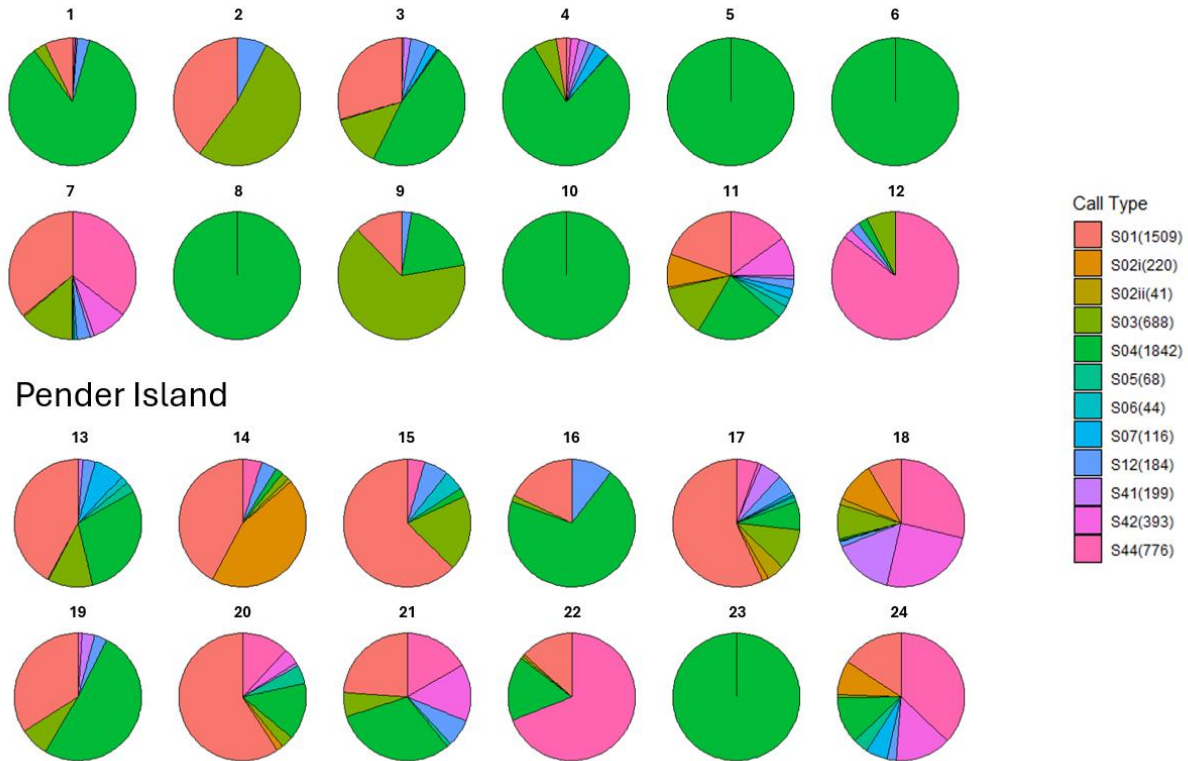 1 2 3 4 5 6
7 8 9 10 11 12
Call Type
S01(1509)
S02i(220)
S02ii(41)
S03(688)
S04(1842)
S05(68)
S06(44)
S07(116)
S12(184)
S41(199)
S42(393)
S44(776)
Pender Island
13 14 15 16 17 18
19 20 21 22 23 24